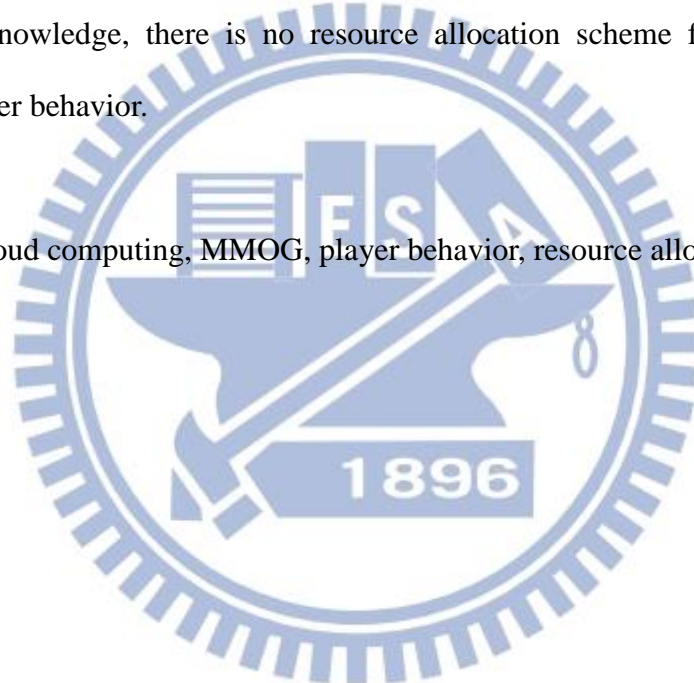 nowledge, there is no resource allocation scheme f
er behavior.
E S A
oud computing, MMOG, player behavior, resource allo
1896